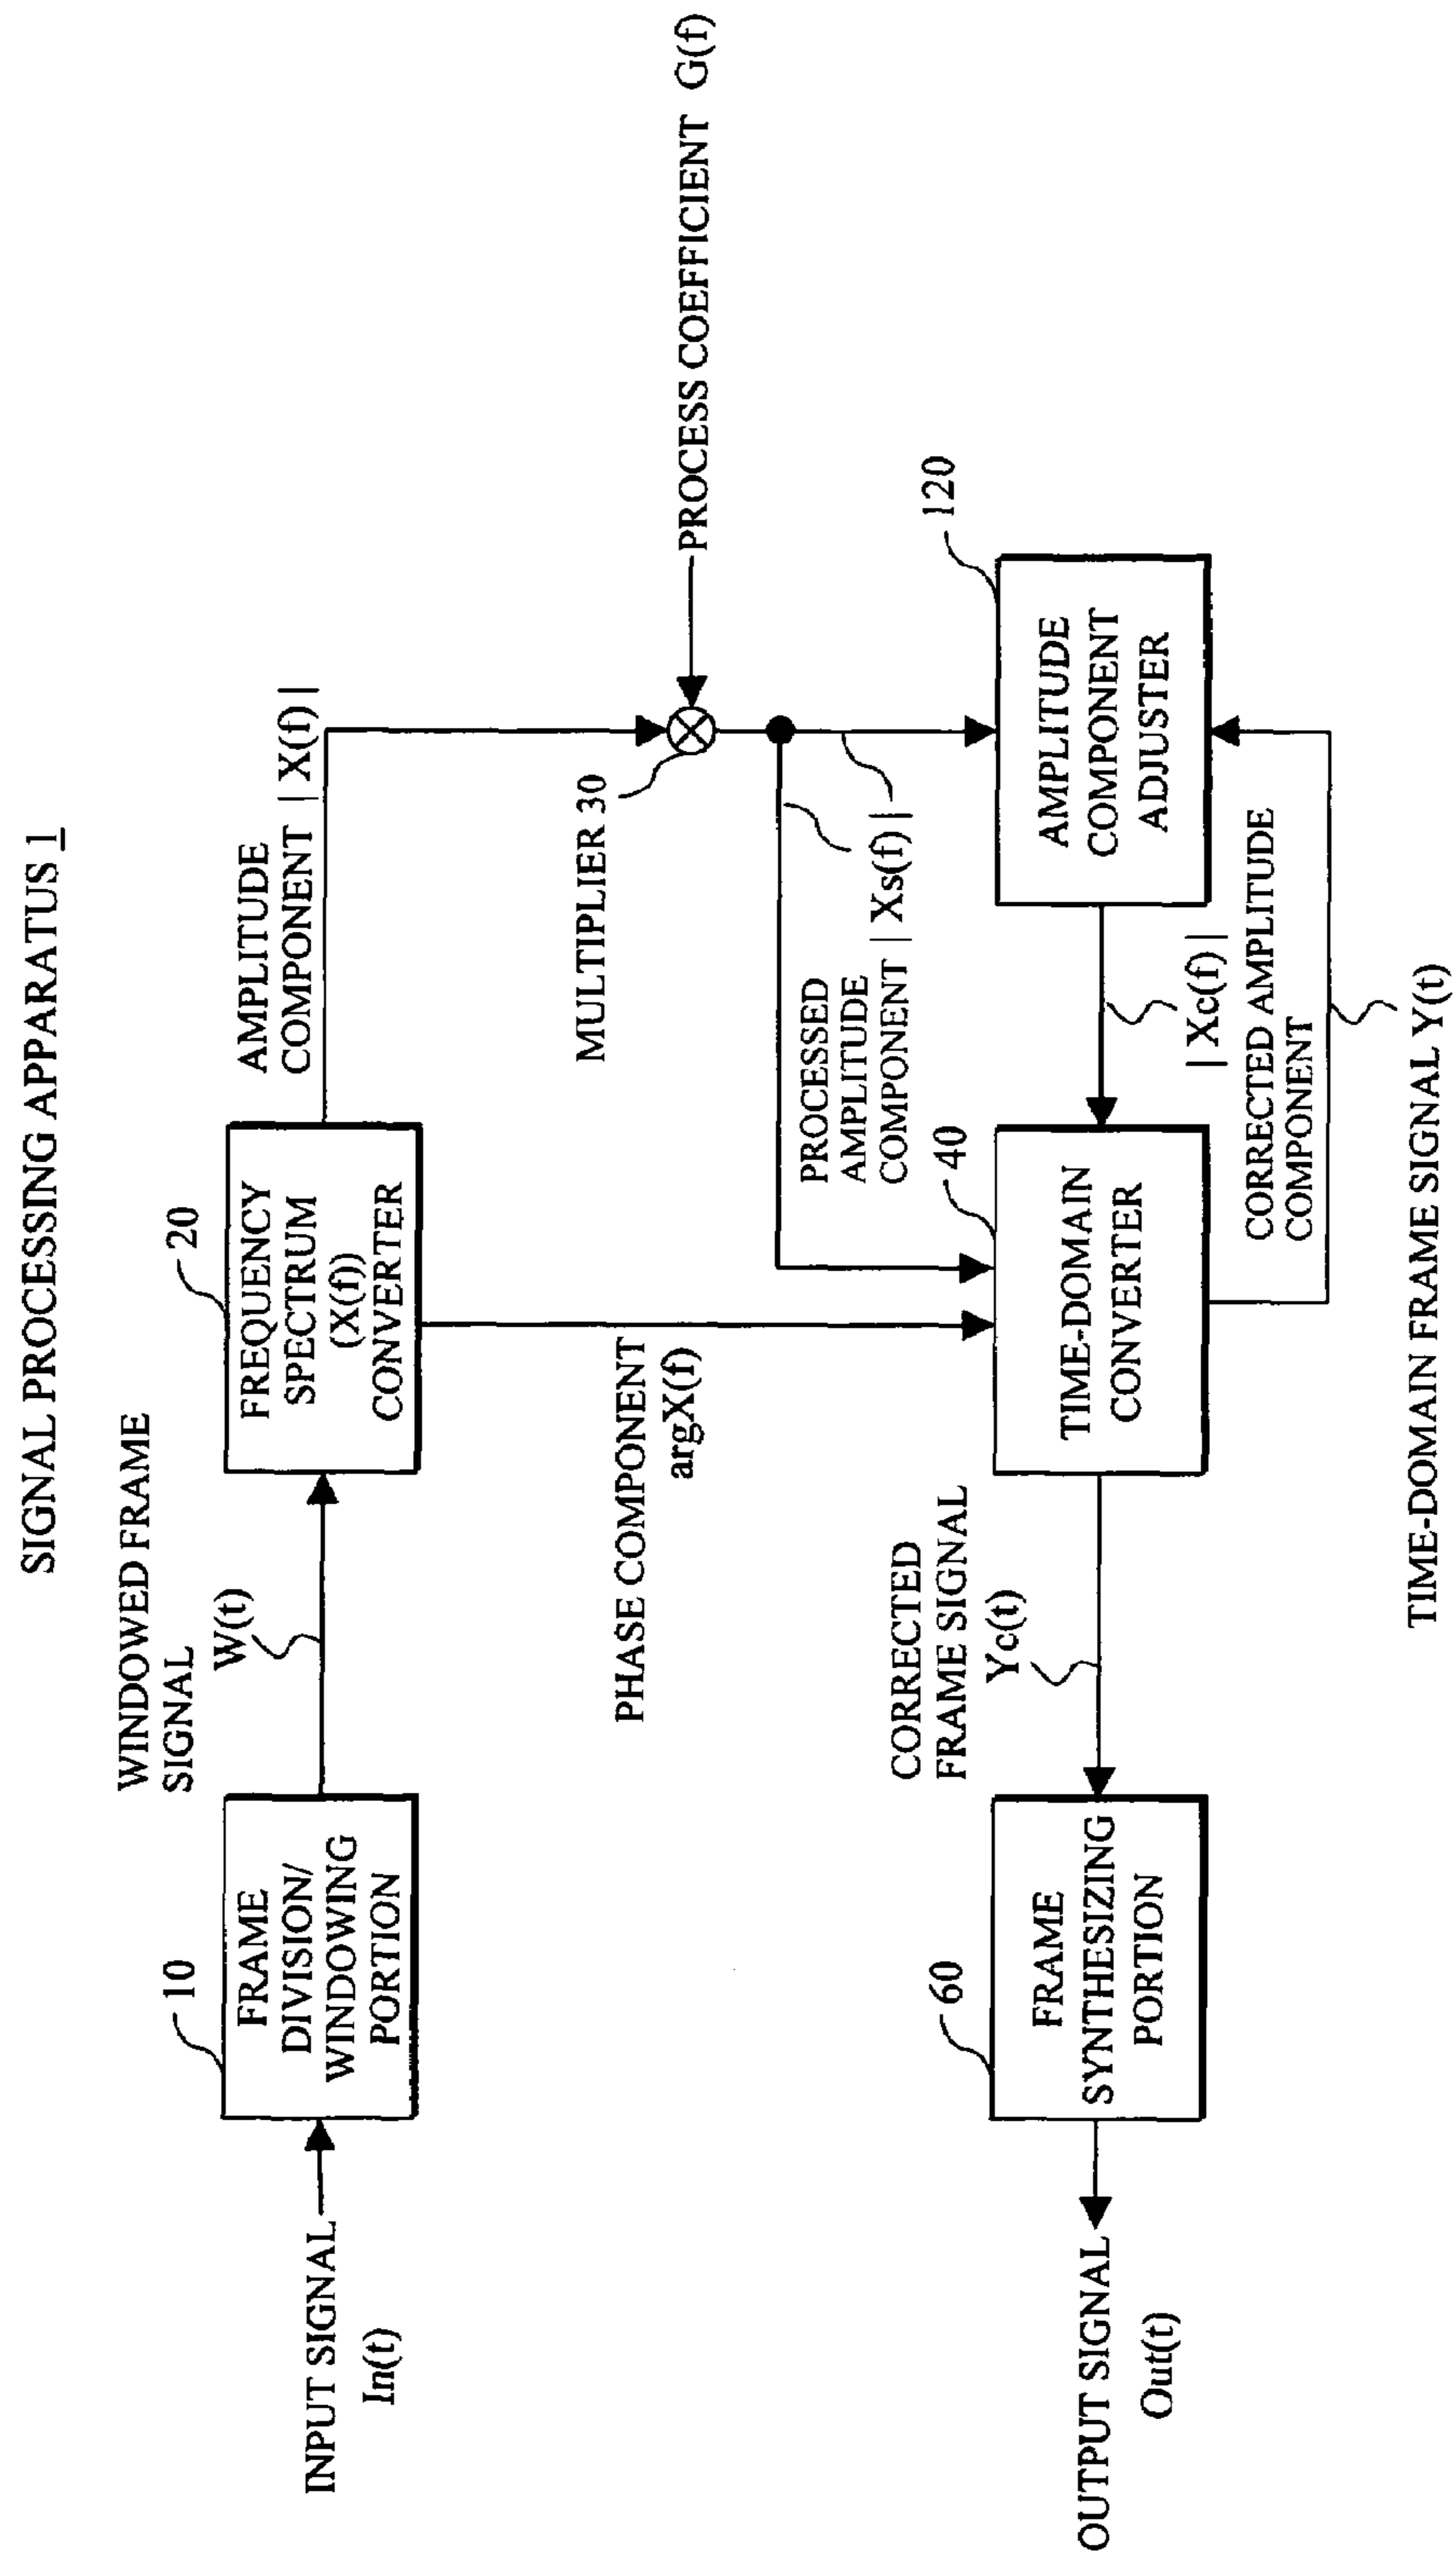 SIGNAL PROCESSING APPARATUS 1
INPUT SIGNAL
In(t)
10
FRAME
DIVISION/
WINDOWING
PORTION
WINDOWED FRAME
SIGNAL
W(t)
20
FREQUENCY
SPECTRUM
(X(f))
CONVERTER
AMPLITUDE
COMPONENT | X(f) |
MULTIPLIER 30
PROCESS COEFFICIENT G(f)
PHASE COMPONENT
argX(f)
PROCESSED
AMPLITUDE
COMPONENT | Xs(f) |
OUTPUT SIGNAL
Out(t)
60
FRAME
SYNTHESIZING
PORTION
CORRECTED
FRAME SIGNAL
Yc(t)
40
TIME-DOMAIN
CONVERTER
| Xc(f) |
CORRECTED AMPLITUDE
COMPONENT
120
AMPLITUDE
COMPONENT
ADJUSTER
TIME-DOMAIN FRAME SIGNAL Y(t)